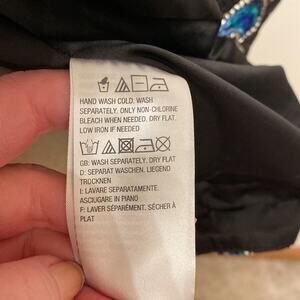 HAND WASH COLD. WASH
SEPARATELY. ONLY NON-CHLORINE
BLEACH WHEN NEEDED. DRY FLAT.
LOW IRON IF NEEDED
GB: WASH SEPARATELY. DRY FLAT
D: SEPARAT WASCHEN. LIEGEND
TROCKNEN
I: LAVARE SEPARATAMENTE.
ASCIUGARE IN PIANO
F: LAVER SÉPARÉMENT. SÉCHER À
PLAT